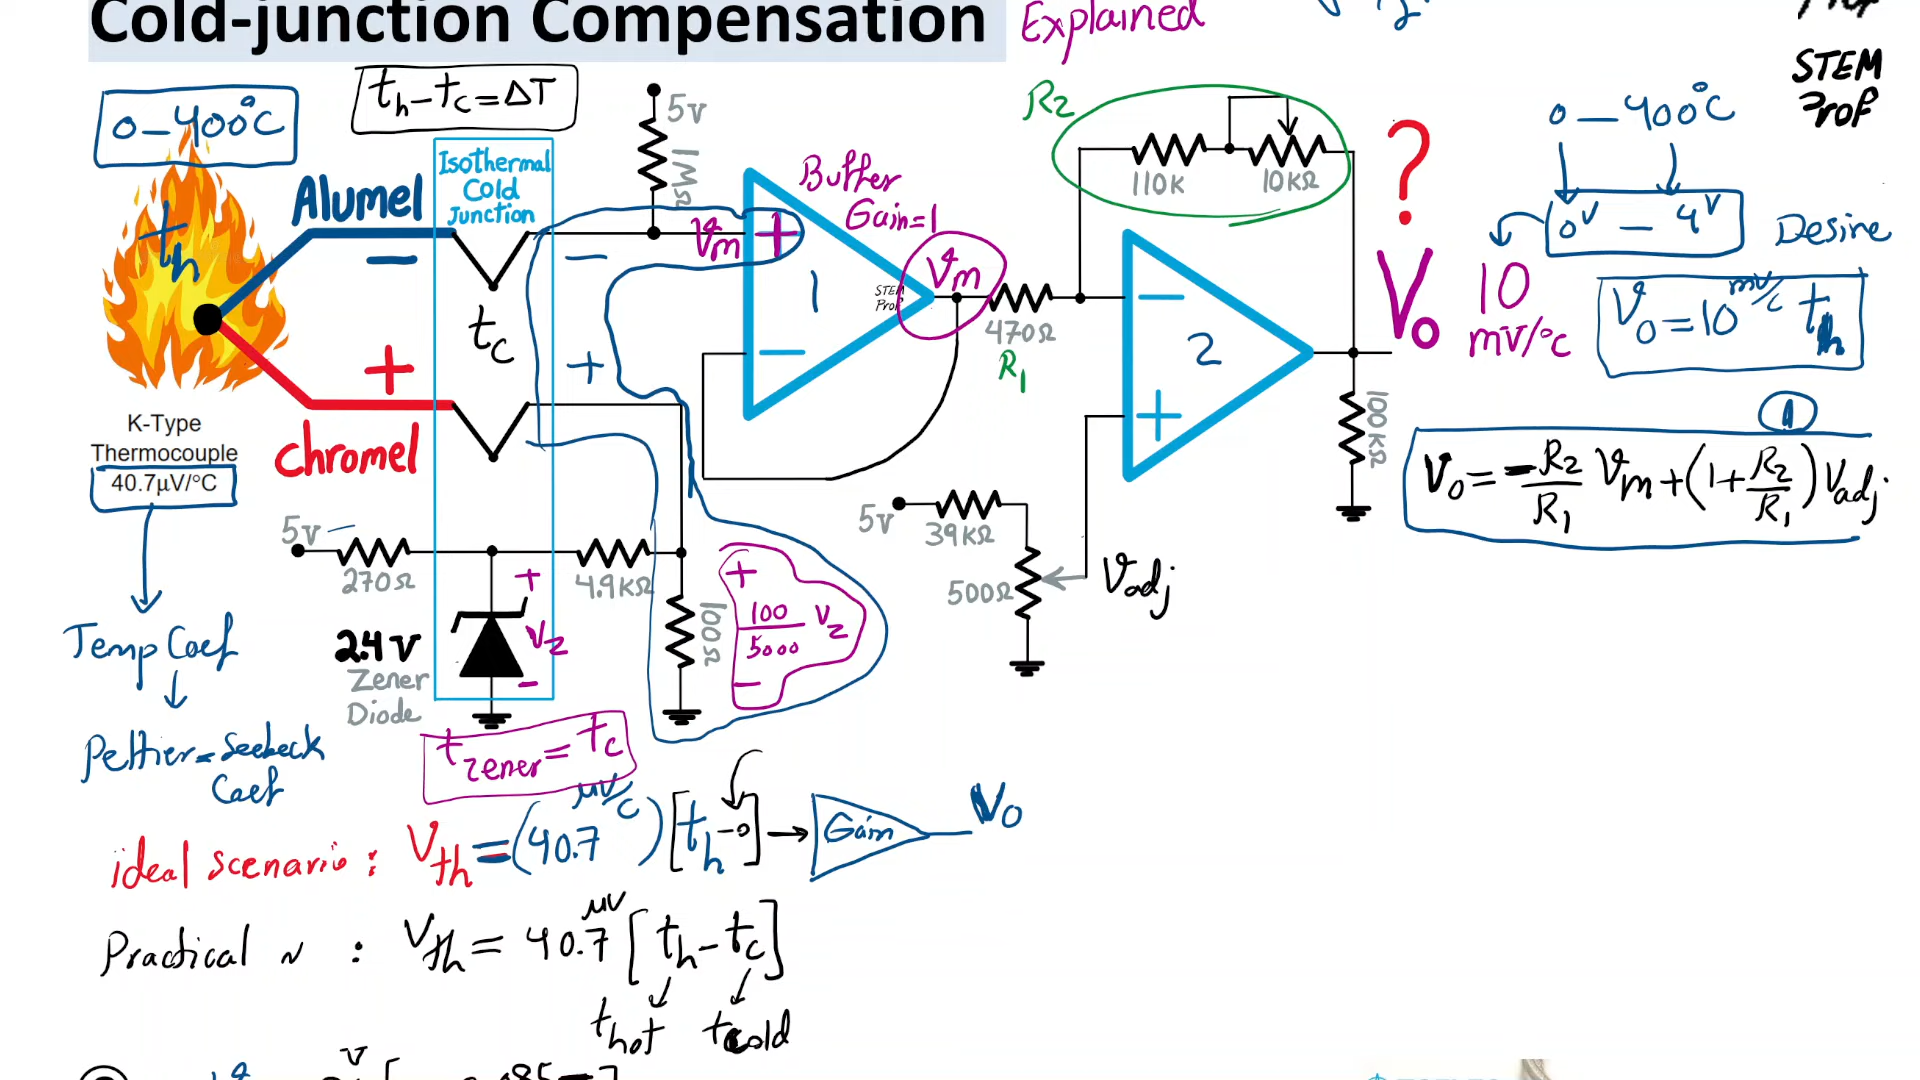 Cold-junction Compensation
Explained
STEM
Prof
0 – 400°C
th – tc = ΔT
5v
1MΩ
Isothermal
Cold
Junction
Alumel
–
th
tc
+
chromel
K-Type
Thermocouple
40.7µV/°C
Temp Coef
Peltier = Seebeck
Coef
5v
270Ω
4.9KΩ
100Ω
2.4 V
Zener
Diode
+
Vz
–
tzener = tc
–
+
Vm
+
–
1
Buffer
Gain=1
STEM
Prof
Vm
+
100/5000 Vz
–
470Ω
R1
R2
110K
10KΩ
–
+
2
5v
39KΩ
500Ω
Vadj
100KΩ
?
Vo
10
mV/°C
0 – 400°C
0V – 4V
Desire
Vo = 10 mV/°C th
1
Vo = –R2/R1 Vm + (1 + R2/R1) Vadj
ideal scenario : Vth = (40.7 µV/C) [th – 0] → Gain Vo
Practical ~ : Vth = 40.7 µV [th – tc]
thot tcold